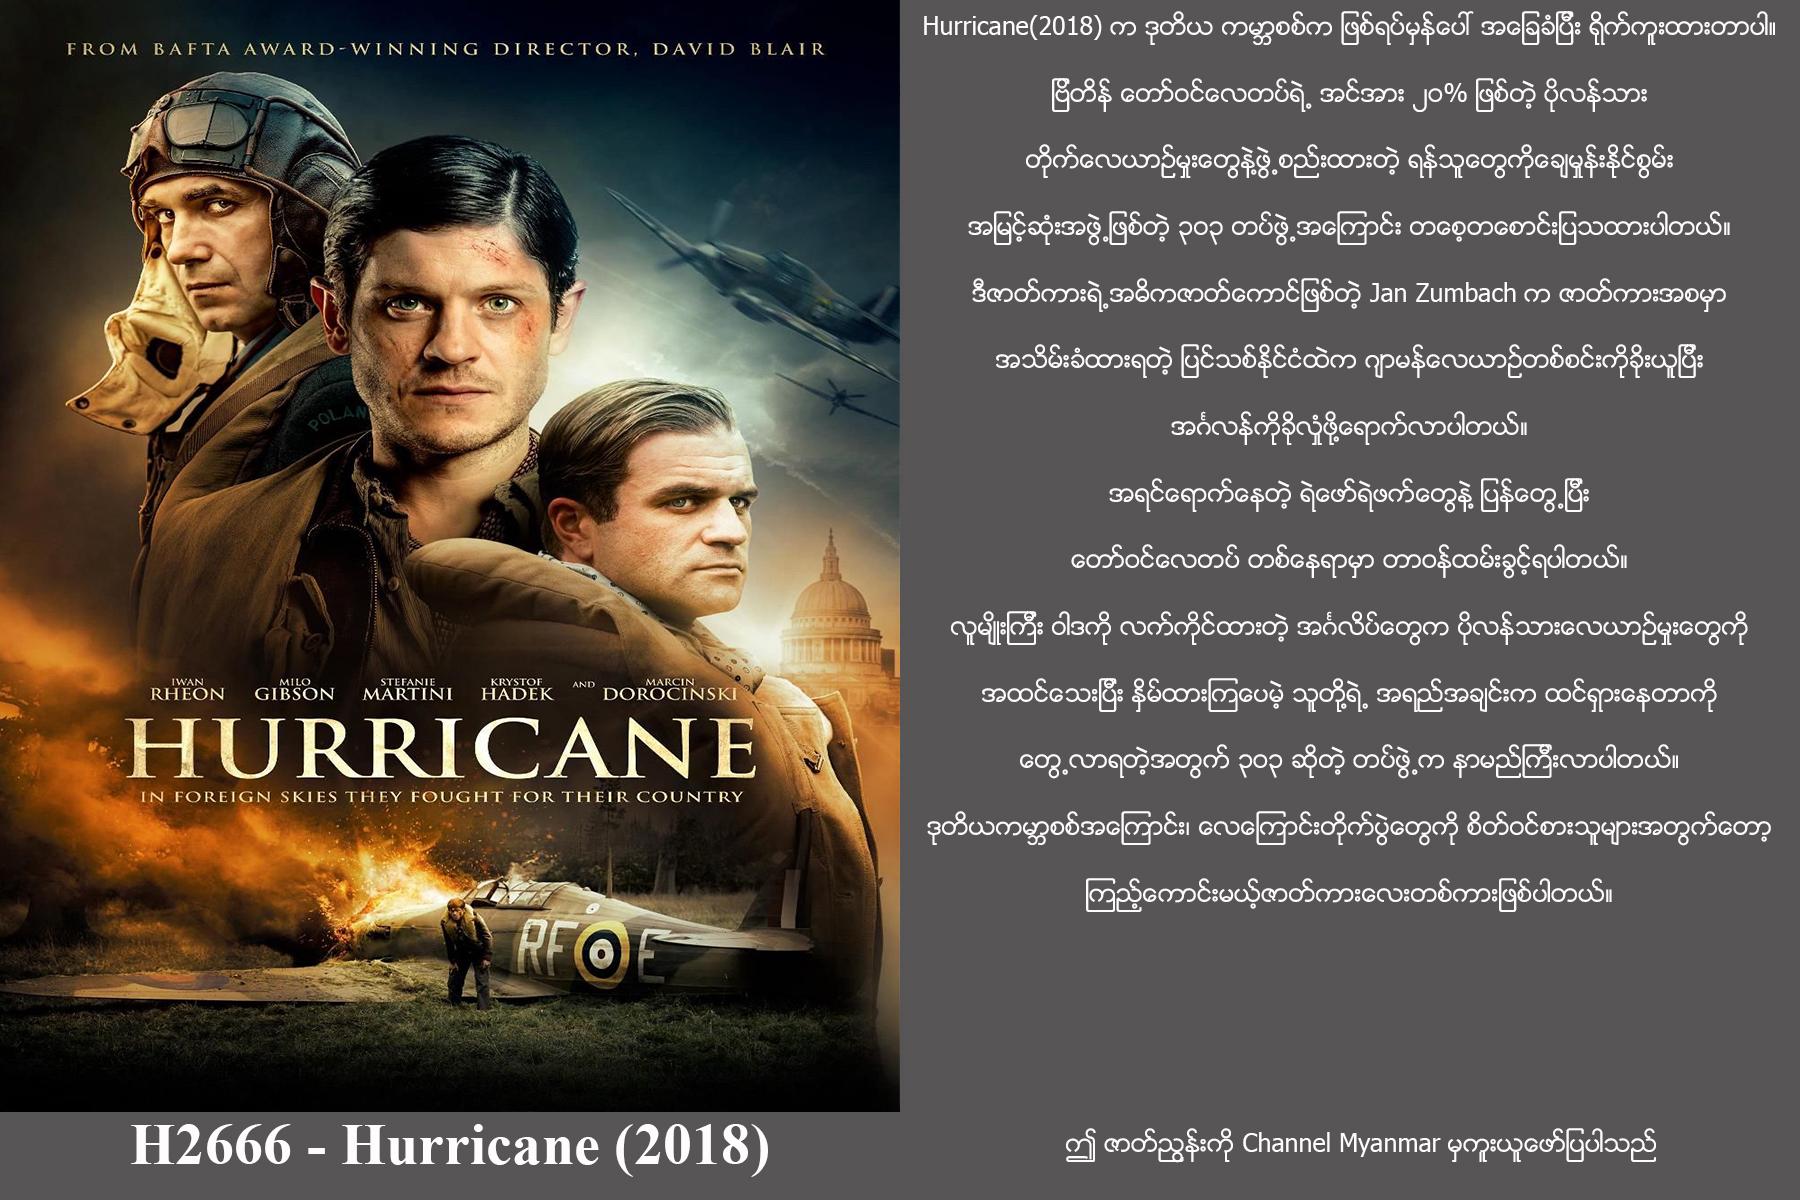 FROM BAFTA AWARD-WINNING DIRECTOR, DAVID BLAIR
POLAN
IWAN RHEON MILO GIBSON STEFANIE MARTINI KRYSTOF HADEK AND MARCIN DOROCINSKI
HURRICANE
IN FOREIGN SKIES THEY FOUGHT FOR THEIR COUNTRY
RF E
H2666 - Hurricane (2018)
Hurricane(2018) က ဒုတိယ ကမ္ဘာစစ်က ဖြစ်ရပ်မှန်ပေါ် အခြေခံပြီး ရိုက်ကူးထားတာပါ။
ဗြိတိန် တော်ဝင်လေတပ်ရဲ့ အင်အား ၂၀% ဖြစ်တဲ့ ပိုလန်သား
တိုက်လေယာဉ်မှူးတွေနဲ့ဖွဲ့စည်းထားတဲ့ ရန်သူတွေကိုချေမှုန်းနိုင်စွမ်း
အမြင့်ဆုံးအဖွဲ့ဖြစ်တဲ့ ၃၀၃ တပ်ဖွဲ့အကြောင်း တစေ့တစောင်းပြသထားပါတယ်။
ဒီဇာတ်ကားရဲ့အဓိကဇာတ်ကောင်ဖြစ်တဲ့ Jan Zumbach က ဇာတ်ကားအစမှာ
အသိမ်းခံထားရတဲ့ ပြင်သစ်နိုင်ငံထဲက ဂျာမန်လေယာဉ်တစ်စင်းကိုခိုးယူပြီး
အင်္ဂလန်ကိုခိုလှုံဖို့ရောက်လာပါတယ်။
အရင်ရောက်နေတဲ့ ရဲဖော်ရဲဖက်တွေနဲ့ ပြန်တွေ့ပြီး
တော်ဝင်လေတပ် တစ်နေရာမှာ တာဝန်ထမ်းခွင့်ရပါတယ်။
လူမျိုးကြီး ဝါဒကို လက်ကိုင်ထားတဲ့ အင်္ဂလိပ်တွေက ပိုလန်သားလေယာဉ်မှူးတွေကို
အထင်သေးပြီး နှိမ်ထားကြပေမဲ့ သူတို့ရဲ့ အရည်အချင်းက ထင်ရှားနေတာကို
တွေ့လာရတဲ့အတွက် ၃၀၃ ဆိုတဲ့ တပ်ဖွဲ့က နာမည်ကြီးလာပါတယ်။
ဒုတိယကမ္ဘာစစ်အကြောင်း၊ လေကြောင်းတိုက်ပွဲတွေကို စိတ်ဝင်စားသူများအတွက်တော့
ကြည့်ကောင်းမယ့်ဇာတ်ကားလေးတစ်ကားဖြစ်ပါတယ်။
ဤ ဇာတ်ညွှန်းကို Channel Myanmar မှကူးယူဖော်ပြပါသည်